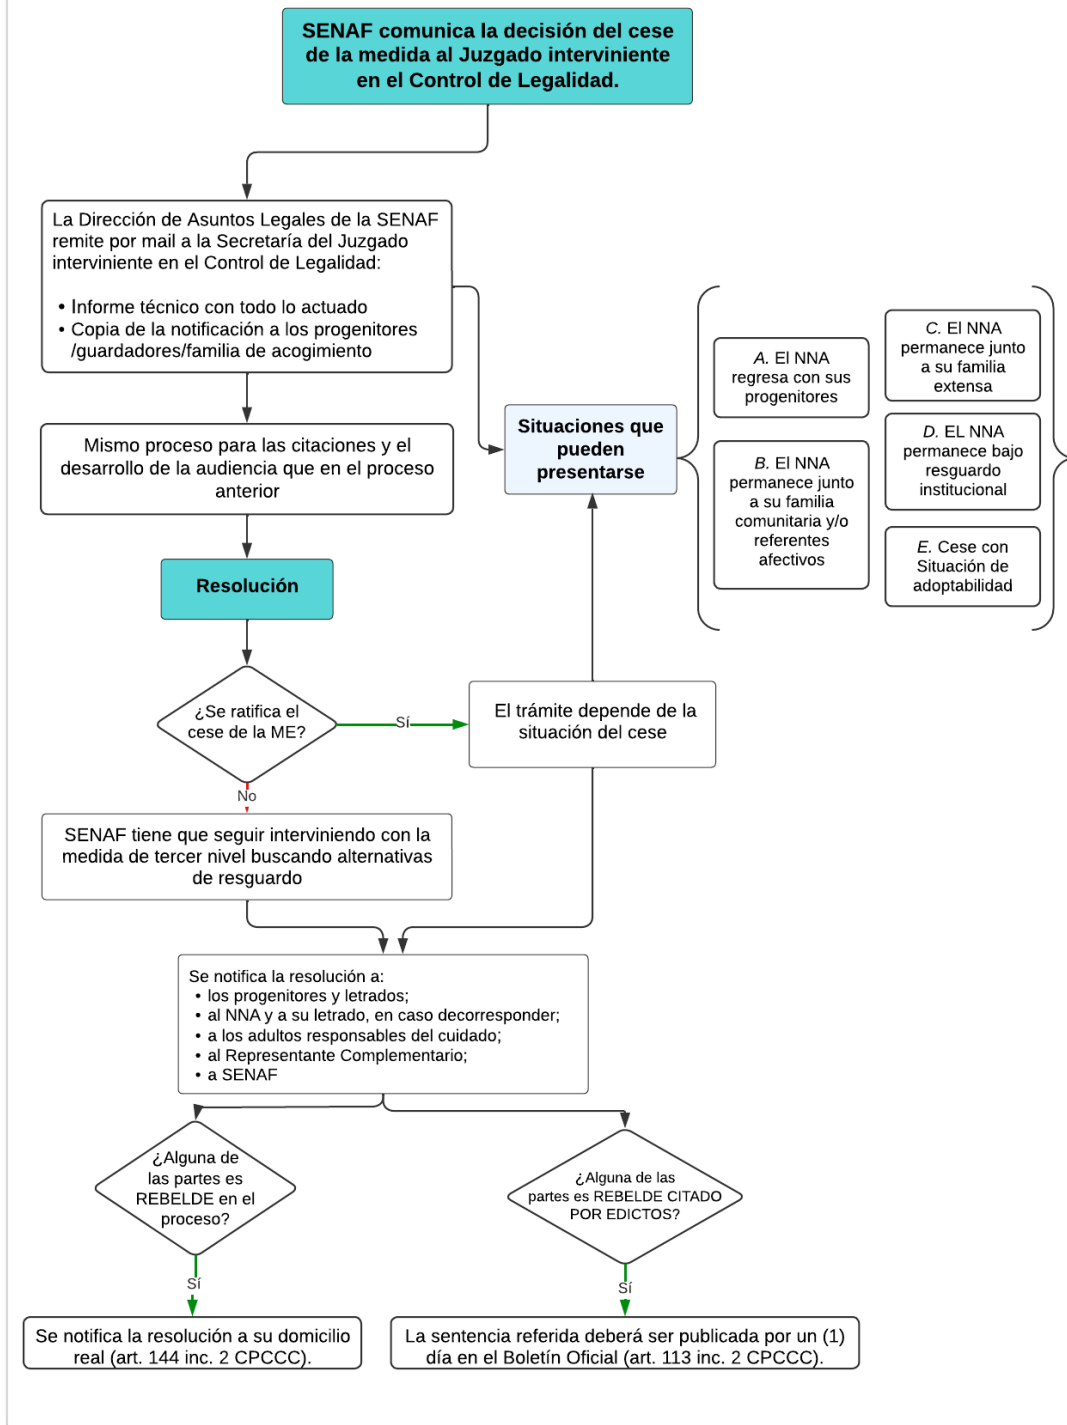 SENAF comunica la decisión del cese
de la medida al Juzgado interviniente
en el Control de Legalidad.
La Dirección de Asuntos Legales de la SENAF
remite por mail a la Secretaría del Juzgado
interviniente en el Control de Legalidad:
• Informe técnico con todo lo actuado
• Copia de la notificación a los progenitores
/guardadores/familia de acogimiento
Mismo proceso para las citaciones y el
desarrollo de la audiencia que en el proceso
anterior
Situaciones que
pueden
presentarse
A. El NNA
regresa con sus
progenitores
B. El NNA
permanece junto
a su familia
comunitaria y/o
referentes
afectivos
C. El NNA
permanece junto
a su familia
extensa
D. EL NNA
permanece bajo
resguardo
institucional
E. Cese con
Situación de
adoptabilidad
Resolución
¿Se ratifica el
cese de la ME?
Sí
El trámite depende de la
situación del cese
No
SENAF tiene que seguir interviniendo con la
medida de tercer nivel buscando alternativas
de resguardo
Se notifica la resolución a:
• los progenitores y letrados;
• al NNA y a su letrado, en caso decorresponder;
• a los adultos responsables del cuidado;
• al Representante Complementario;
• a SENAF
¿Alguna de
las partes es
REBELDE en el
proceso?
¿Alguna de las
partes es REBELDE CITADO
POR EDICTOS?
Sí
Sí
Se notifica la resolución a su domicilio
real (art. 144 inc. 2 CPCCC).
La sentencia referida deberá ser publicada por un (1)
día en el Boletín Oficial (art. 113 inc. 2 CPCCC).